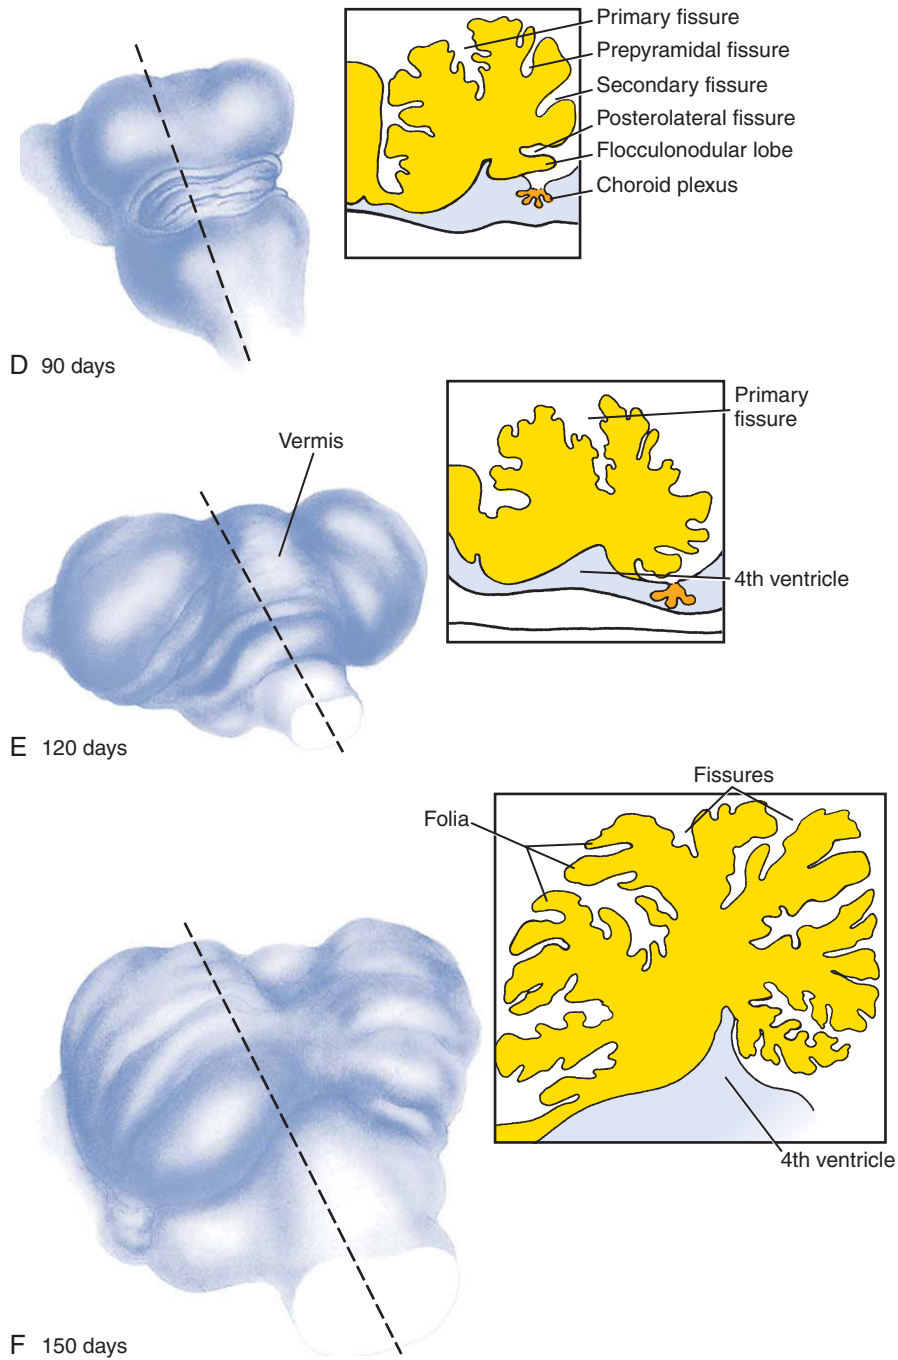 Primary fissure
Prepyramidal fissure
Secondary fissure
Posterolateral fissure
Flocculonodular lobe
Choroid plexus
D 90 days
Primary
fissure
Vermis
4th ventricle
E 120 days
Fissures
Folia
4th ventricle
F 150 days